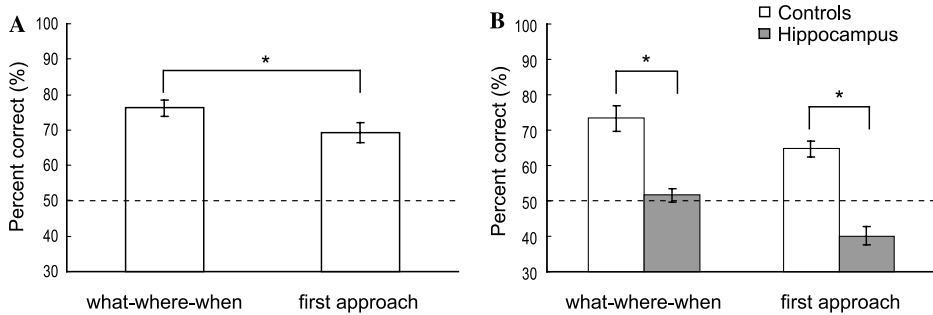 A
Percent correct (%)
100
90
80
70
60
50
40
30
*
what-where-when
first approach
B
Controls
Hippocampus
Percent correct (%)
100
90
80
70
60
50
40
30
*
*
what-where-when
first approach